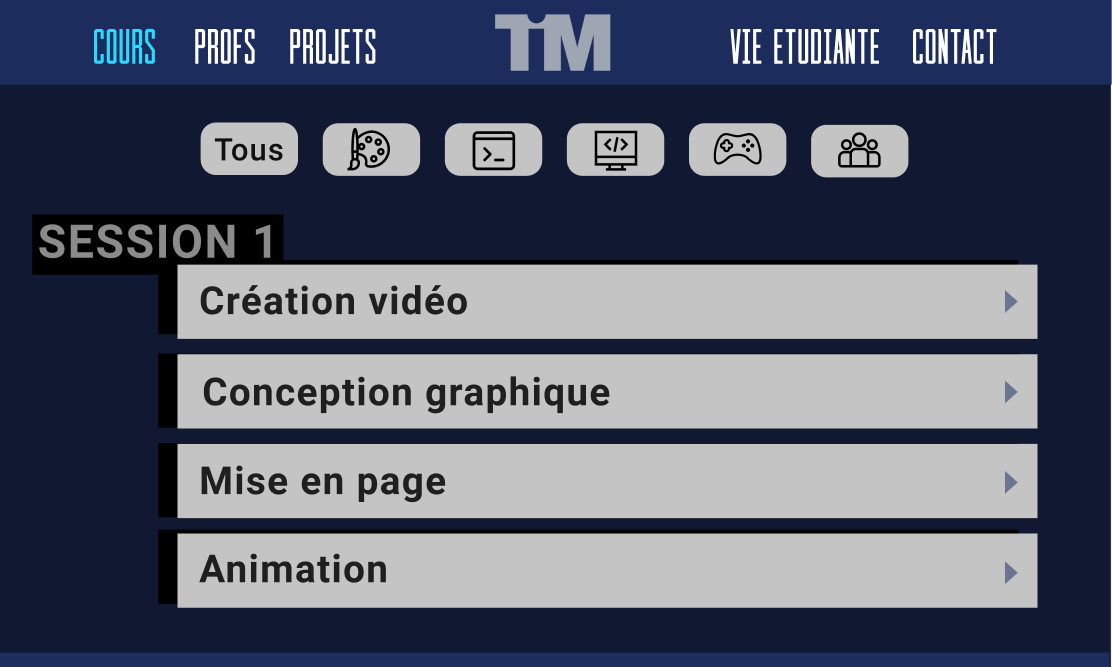 COURS PROFS PROJETS TiM VIE ETUDIANTE CONTACT
Tous
SESSION 1
Création vidéo
Conception graphique
Mise en page
Animation